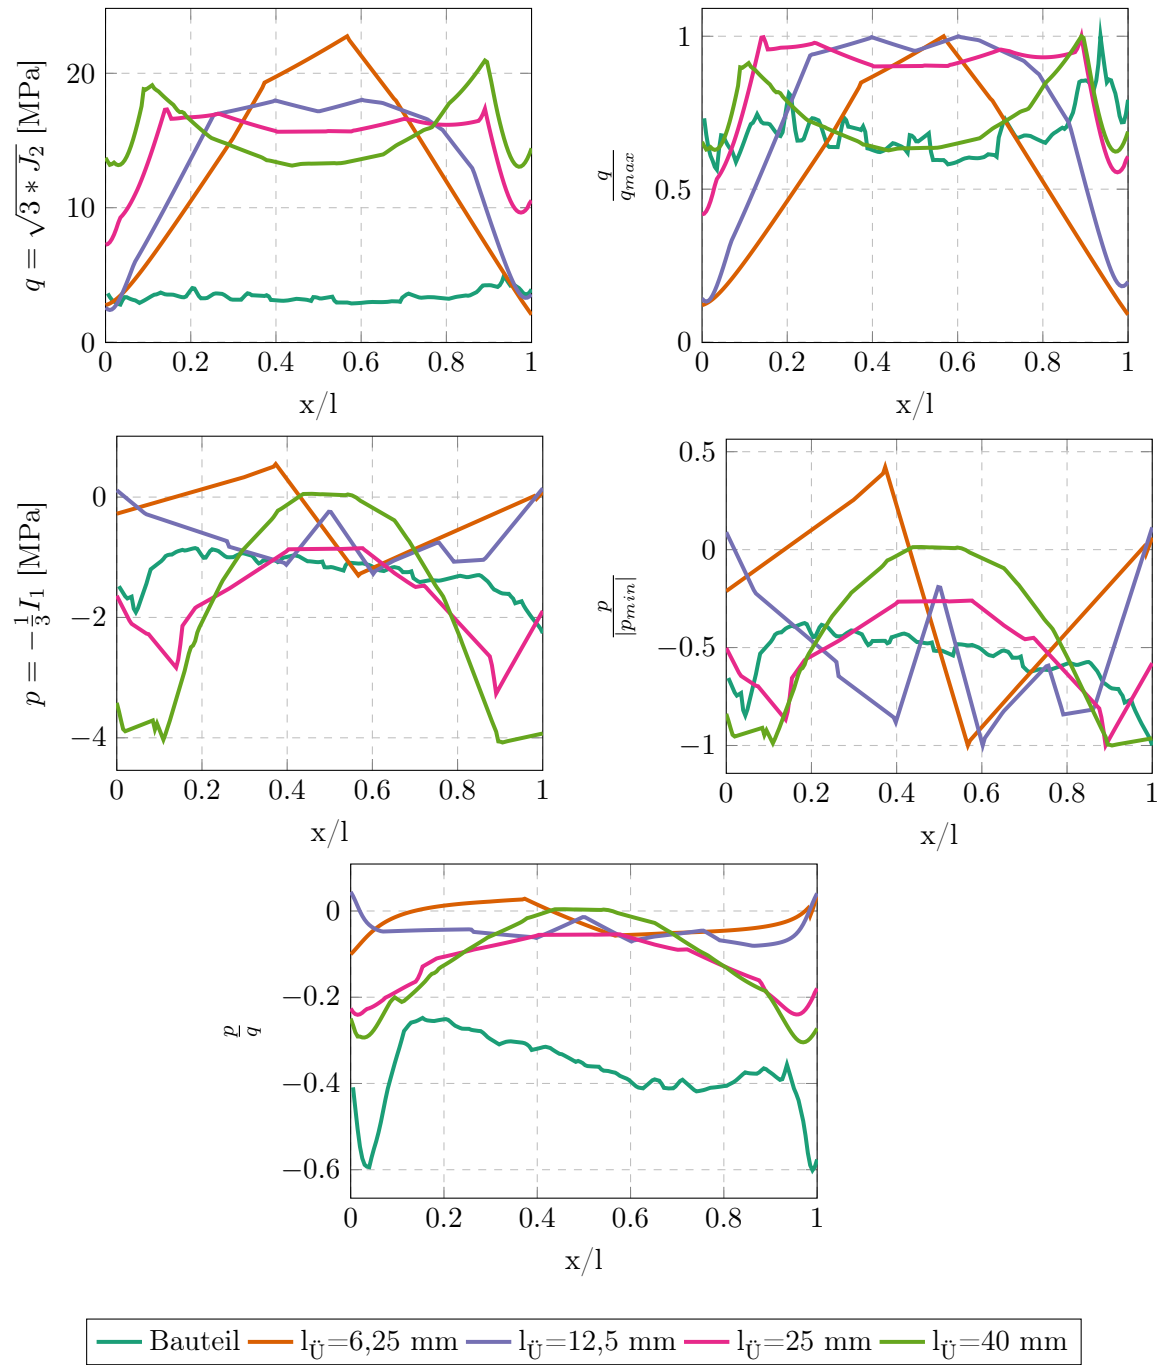 q = √3 * J₂ [MPa]
20
10
0
0 0.2 0.4 0.6 0.8 1
x/l
q/q_max
1
0.5
0
0 0.2 0.4 0.6 0.8 1
x/l
p = −1/3 I₁ [MPa]
0
−2
−4
0 0.2 0.4 0.6 0.8 1
x/l
p/|p_min|
0.5
0
−0.5
−1
0 0.2 0.4 0.6 0.8 1
x/l
p/q
0
−0.2
−0.4
−0.6
0 0.2 0.4 0.6 0.8 1
x/l
Bauteil l_Ü=6,25 mm l_Ü=12,5 mm l_Ü=25 mm l_Ü=40 mm